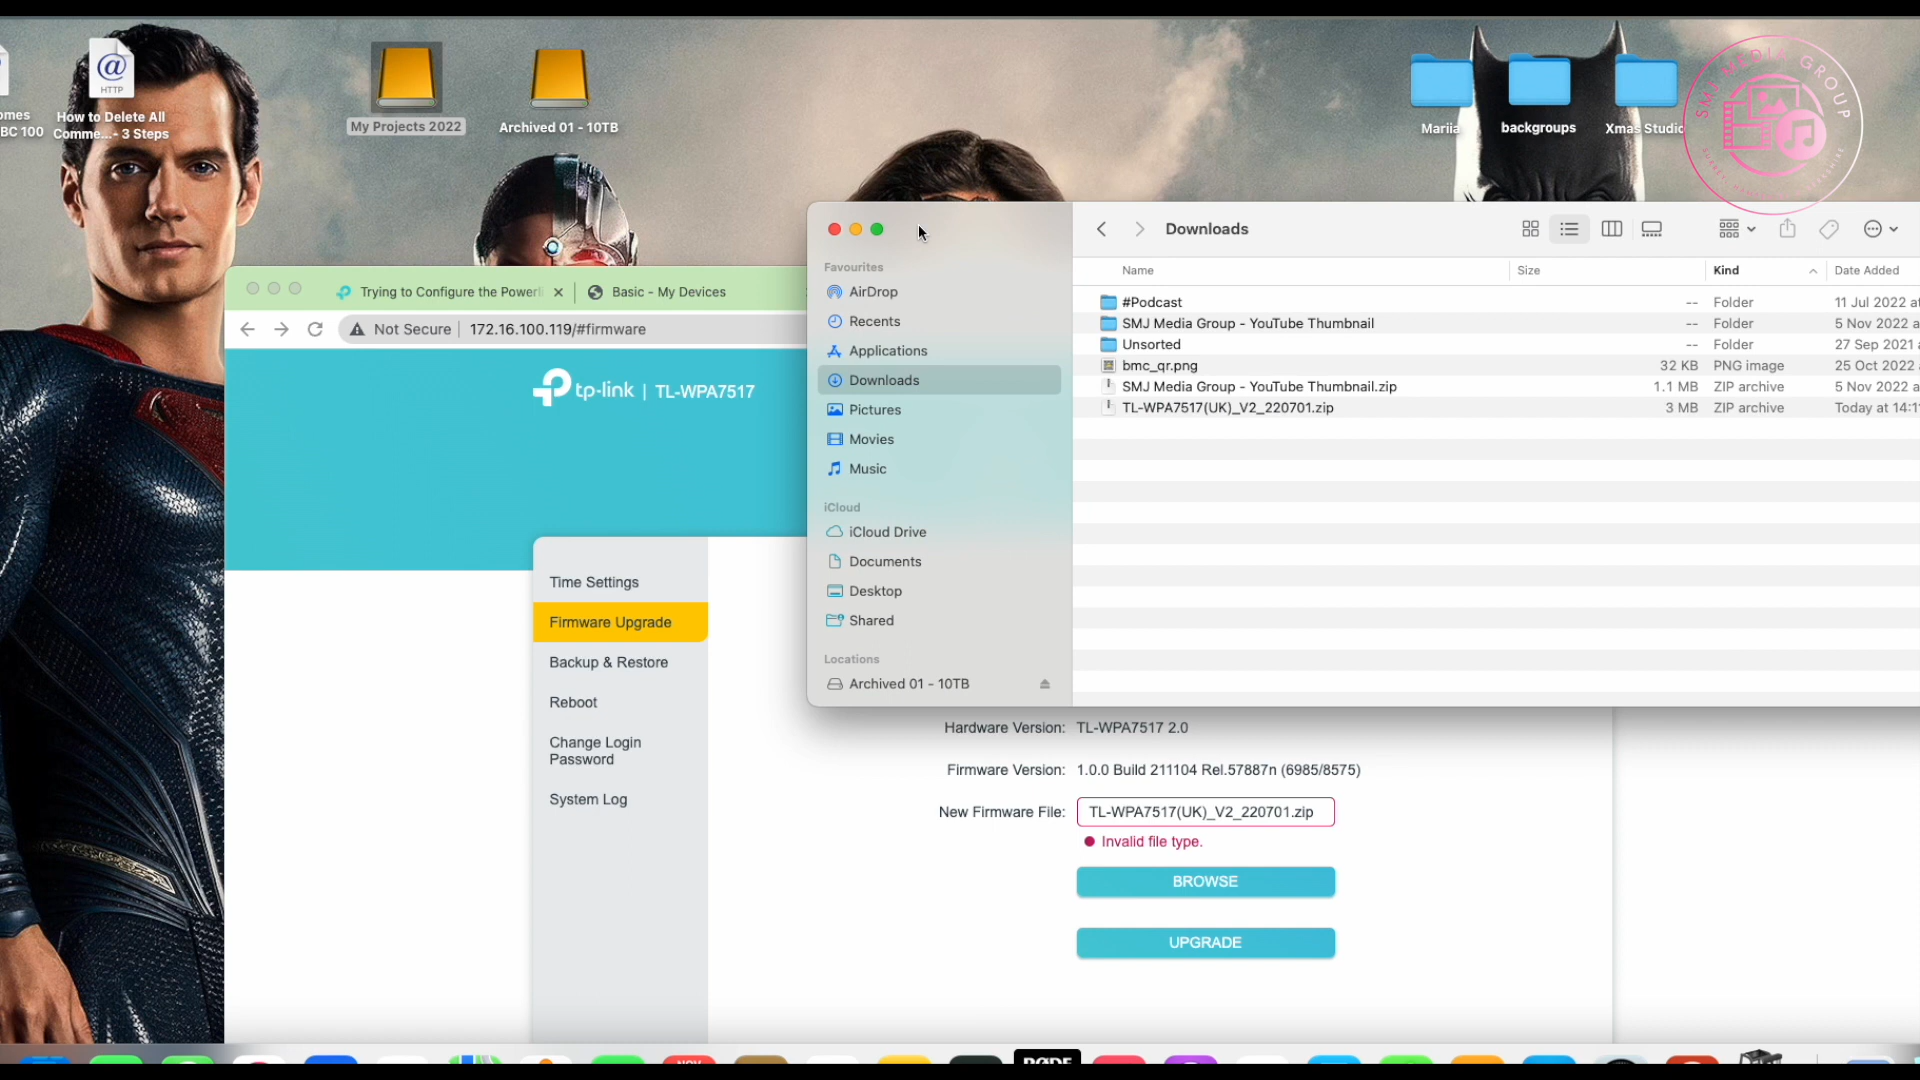 omes
BC 100
HTTP
How to Delete All
Comme...- 3 Steps
My Projects 2022
Archived 01 - 10TB
Mariia
backgroups
Xmas Studio
SMJ MEDIA GROUP
Trying to Configure the Powerli
Basic - My Devices
Not Secure
172.16.100.119/#firmware
tp-link | TL-WPA7517
Time Settings
Firmware Upgrade
Backup & Restore
Reboot
Change Login
Password
System Log
Favourites
AirDrop
Recents
Applications
Downloads
Pictures
Movies
Music
iCloud
iCloud Drive
Documents
Desktop
Shared
Locations
Archived 01 - 10TB
Downloads
Name Size Kind Date Added
#Podcast -- Folder 11 Jul 2022 at
SMJ Media Group - YouTube Thumbnail -- Folder 5 Nov 2022 a
Unsorted -- Folder 27 Sep 2021
bmc_qr.png 32 KB PNG image 25 Oct 2022
SMJ Media Group - YouTube Thumbnail.zip 1.1 MB ZIP archive 5 Nov 2022 a
TL-WPA7517(UK)_V2_220701.zip 3 MB ZIP archive Today at 14:1
Hardware Version: TL-WPA7517 2.0
Firmware Version: 1.0.0 Build 211104 Rel.57887n (6985/8575)
New Firmware File: TL-WPA7517(UK)_V2_220701.zip
Invalid file type.
BROWSE
UPGRADE
NOV
RØDE